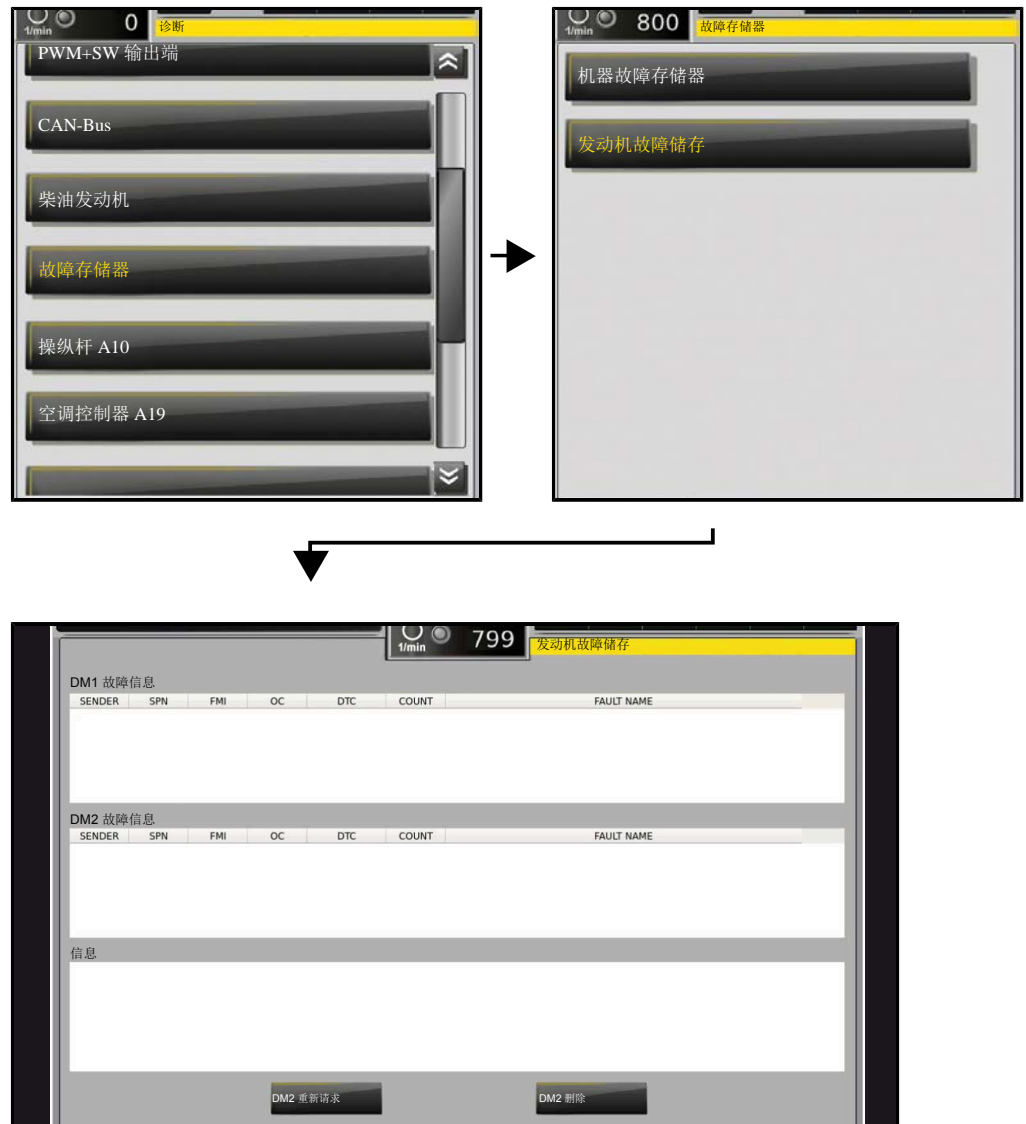 1/min 0 诊断
PWM+SW 输出端
CAN-Bus
柴油发动机
故障存储器
操纵杆 A10
空调控制器 A19
1/min 800 故障存储器
机器故障存储器
发动机故障储存
1/min 799 发动机故障储存
DM1 故障信息
SENDER SPN FMI OC DTC COUNT FAULT NAME
DM2 故障信息
SENDER SPN FMI OC DTC COUNT FAULT NAME
信息
DM2 重新请求 DM2 删除